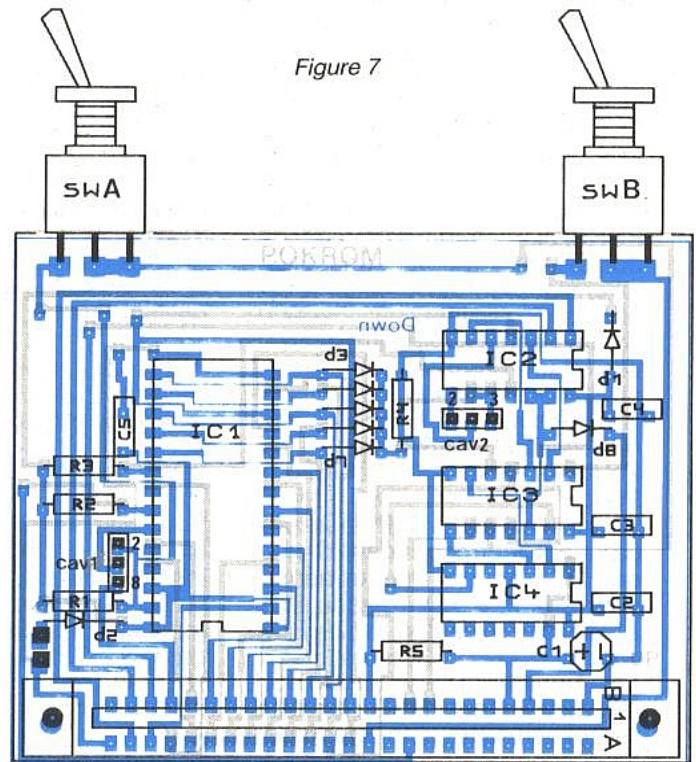 Figure 7
swA
swB
POKROM
Down
IC2
D3
D1
C4
2 3
R4
C5
IC1
cav2
D8
R3
D7
IC3
R2
C3
2
cav1
8
IC4
R1
C2
D2
R5
C1 + -
B
1
A